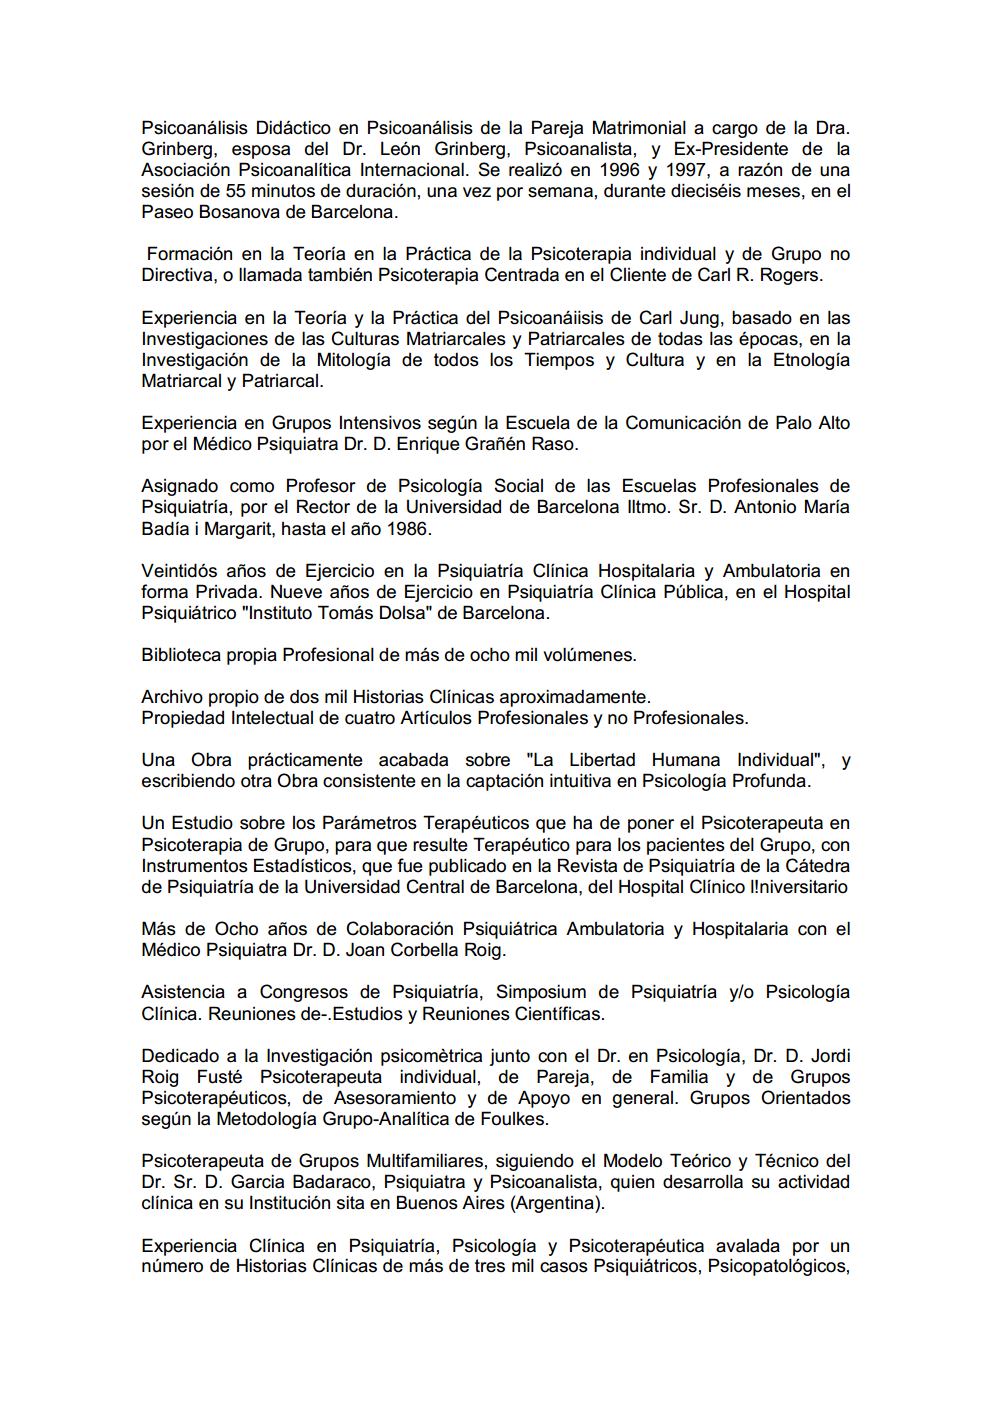 Psicoanálisis Didáctico en Psicoanálisis de la Pareja Matrimonial a cargo de la Dra.
Grinberg, esposa del Dr. León Grinberg, Psicoanalista, y Ex-Presidente de la
Asociación Psicoanalítica Internacional. Se realizó en 1996 y 1997, a razón de una
sesión de 55 minutos de duración, una vez por semana, durante dieciséis meses, en el
Paseo Bosanova de Barcelona.
Formación en la Teoría en la Práctica de la Psicoterapia individual y de Grupo no
Directiva, o llamada también Psicoterapia Centrada en el Cliente de Carl R. Rogers.
Experiencia en la Teoría y la Práctica del Psicoanáiisis de Carl Jung, basado en las
Investigaciones de las Culturas Matriarcales y Patriarcales de todas las épocas, en la
Investigación de la Mitología de todos los Tiempos y Cultura y en la Etnología
Matriarcal y Patriarcal.
Experiencia en Grupos Intensivos según la Escuela de la Comunicación de Palo Alto
por el Médico Psiquiatra Dr. D. Enrique Grañén Raso.
Asignado como Profesor de Psicología Social de las Escuelas Profesionales de
Psiquiatría, por el Rector de la Universidad de Barcelona Iltmo. Sr. D. Antonio María
Badía i Margarit, hasta el año 1986.
Veintidós años de Ejercicio en la Psiquiatría Clínica Hospitalaria y Ambulatoria en
forma Privada. Nueve años de Ejercicio en Psiquiatría Clínica Pública, en el Hospital
Psiquiátrico "Instituto Tomás Dolsa" de Barcelona.
Biblioteca propia Profesional de más de ocho mil volúmenes.
Archivo propio de dos mil Historias Clínicas aproximadamente.
Propiedad Intelectual de cuatro Artículos Profesionales y no Profesionales.
Una Obra prácticamente acabada sobre "La Libertad Humana Individual", y
escribiendo otra Obra consistente en la captación intuitiva en Psicología Profunda.
Un Estudio sobre los Parámetros Terapéuticos que ha de poner el Psicoterapeuta en
Psicoterapia de Grupo, para que resulte Terapéutico para los pacientes del Grupo, con
Instrumentos Estadísticos, que fue publicado en la Revista de Psiquiatría de la Cátedra
de Psiquiatría de la Universidad Central de Barcelona, del Hospital Clínico l!niversitario
Más de Ocho años de Colaboración Psiquiátrica Ambulatoria y Hospitalaria con el
Médico Psiquiatra Dr. D. Joan Corbella Roig.
Asistencia a Congresos de Psiquiatría, Simposium de Psiquiatría y/o Psicología
Clínica. Reuniones de-.Estudios y Reuniones Científicas.
Dedicado a la Investigación psicomètrica junto con el Dr. en Psicología, Dr. D. Jordi
Roig Fusté Psicoterapeuta individual, de Pareja, de Familia y de Grupos
Psicoterapéuticos, de Asesoramiento y de Apoyo en general. Grupos Orientados
según la Metodología Grupo-Analítica de Foulkes.
Psicoterapeuta de Grupos Multifamiliares, siguiendo el Modelo Teórico y Técnico del
Dr. Sr. D. Garcia Badaraco, Psiquiatra y Psicoanalista, quien desarrolla su actividad
clínica en su Institución sita en Buenos Aires (Argentina).
Experiencia Clínica en Psiquiatría, Psicología y Psicoterapéutica avalada por un
número de Historias Clínicas de más de tres mil casos Psiquiátricos, Psicopatológicos,